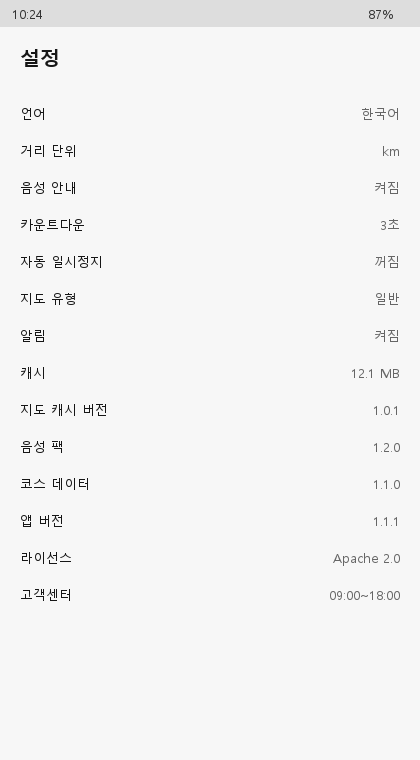 10:24 87%
설정
언어 한국어
거리 단위 km
음성 안내 켜짐
카운트다운 3초
자동 일시정지 꺼짐
지도 유형 일반
알림 켜짐
캐시 12.1 MB
지도 캐시 버전 1.0.1
음성 팩 1.2.0
코스 데이터 1.1.0
앱 버전 1.1.1
라이선스 Apache 2.0
고객센터 09:00~18:00